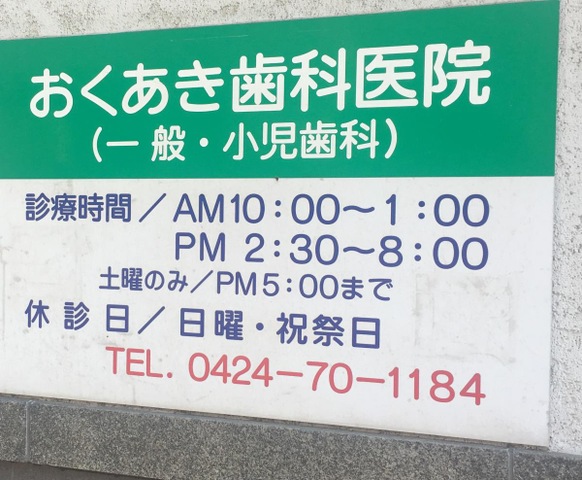 おくあき歯科医院
(一般・小児歯科)
診療時間／AM10:00～1:00
PM 2:30～8:00
土曜のみ／PM5:00まで
休診日／日曜・祝祭日
TEL. 0424-70-1184